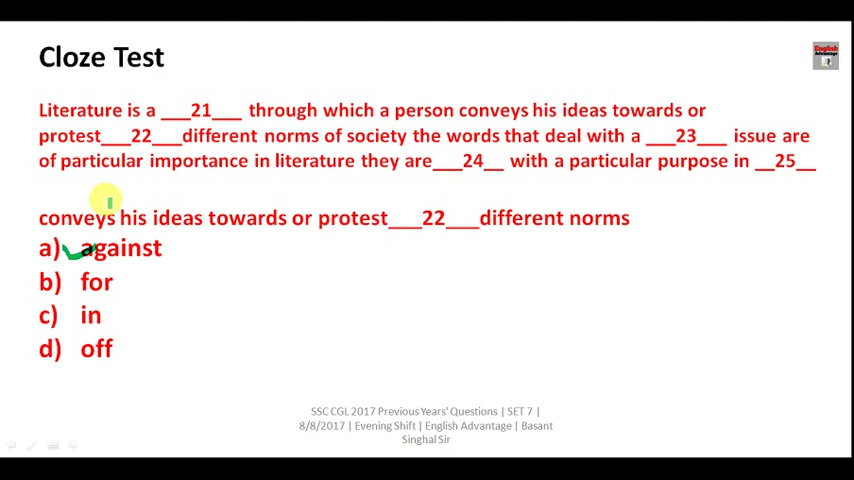 Cloze Test
English
Advantage
Literature is a ___21___ through which a person conveys his ideas towards or
protest___22___different norms of society the words that deal with a ___23___ issue are
of particular importance in literature they are___24__ with a particular purpose in __25__
conveys his ideas towards or protest___22___different norms
a) against
b) for
c) in
d) off
SSC CGL 2017 Previous Years' Questions | SET 7 |
8/8/2017 | Evening Shift | English Advantage | Basant
Singhal Sir